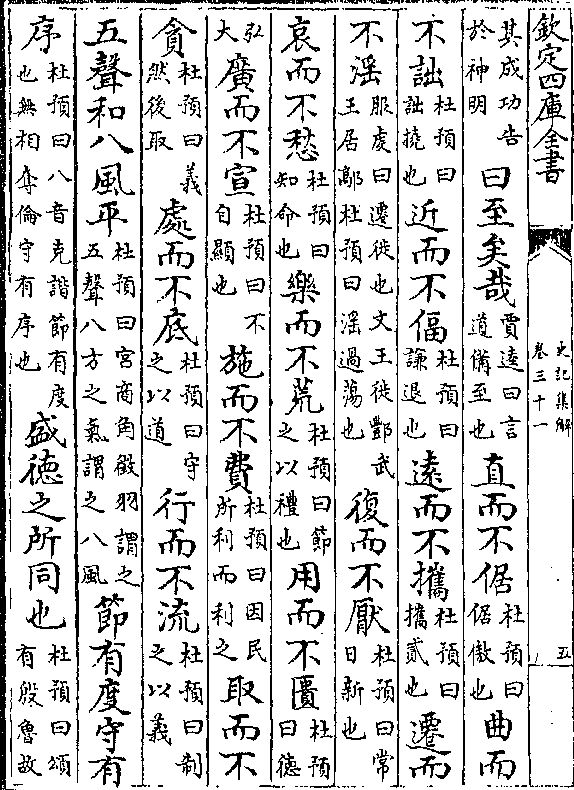 欽定四庫全書 史記集解 卷三十一 五
其成功告於神明曰至矣哉賈逵曰言道備至也直而不倨杜預曰倨傲也曲而
不詘杜預曰詘撓也近而不偪杜預曰謙退也遠而不攜杜預曰攜貳也遷而
不滛服虔曰遷徙也文王徙酆武王居鄗杜預曰滛過蕩也復而不厭杜預曰常日新也
哀而不愁杜預曰知命也樂而不荒杜預曰節之以禮也用而不匱杜預曰德
弘大廣而不宣杜預曰不自顯也施而不費杜預曰因民所利而利之取而不
貪杜預曰義然後取處而不底杜預曰守之以道行而不流杜預曰制之以義
五聲和八風平杜預曰宮商角徵羽謂之五聲八方之氣謂之八風節有度守有
序杜預曰八音克諧節有度也無相奪倫守有序也盛徳之所同也杜預曰頌有殷魯故